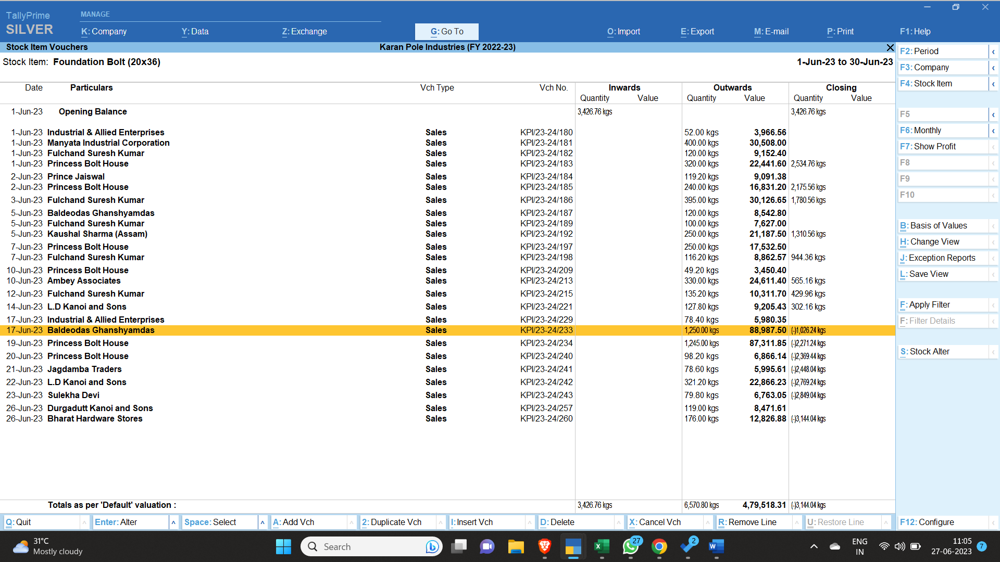 TallyPrime
SILVER
MANAGE
K: Company Y: Data Z: Exchange G: Go To O: Import E: Export M: E-mail P: Print F1: Help
Stock Item Vouchers Karan Pole Industries (FY 2022-23)
Stock Item: Foundation Bolt (20x36) 1-Jun-23 to 30-Jun-23
Date Particulars Vch Type Vch No. Inwards Outwards Closing
Quantity Value Quantity Value Quantity Value
1-Jun-23 Opening Balance 3,426.76 kgs 3,426.76 kgs
1-Jun-23 Industrial & Allied Enterprises Sales KPI/23-24/180 52.00 kgs 3,966.56
1-Jun-23 Manyata Industrial Corporation Sales KPI/23-24/181 400.00 kgs 30,508.00
1-Jun-23 Fulchand Suresh Kumar Sales KPI/23-24/182 120.00 kgs 9,152.40
1-Jun-23 Princess Bolt House Sales KPI/23-24/183 320.00 kgs 22,441.60 2,534.76 kgs
2-Jun-23 Prince Jaiswal Sales KPI/23-24/184 119.20 kgs 9,091.38
2-Jun-23 Princess Bolt House Sales KPI/23-24/185 240.00 kgs 16,831.20 2,175.56 kgs
3-Jun-23 Fulchand Suresh Kumar Sales KPI/23-24/186 395.00 kgs 30,126.65 1,780.56 kgs
5-Jun-23 Baldeodas Ghanshyamdas Sales KPI/23-24/187 120.00 kgs 8,542.80
5-Jun-23 Fulchand Suresh Kumar Sales KPI/23-24/189 100.00 kgs 7,627.00
5-Jun-23 Kaushal Sharma (Assam) Sales KPI/23-24/192 250.00 kgs 21,187.50 1,310.56 kgs
7-Jun-23 Princess Bolt House Sales KPI/23-24/197 250.00 kgs 17,532.50
7-Jun-23 Fulchand Suresh Kumar Sales KPI/23-24/198 116.20 kgs 8,862.57 944.36 kgs
10-Jun-23 Princess Bolt House Sales KPI/23-24/209 49.20 kgs 3,450.40
10-Jun-23 Ambey Associates Sales KPI/23-24/213 330.00 kgs 24,611.40 565.16 kgs
12-Jun-23 Fulchand Suresh Kumar Sales KPI/23-24/215 135.20 kgs 10,311.70 429.96 kgs
14-Jun-23 L.D Kanoi and Sons Sales KPI/23-24/221 127.80 kgs 9,205.43 302.16 kgs
17-Jun-23 Industrial & Allied Enterprises Sales KPI/23-24/229 78.40 kgs 5,980.35
17-Jun-23 Baldeodas Ghanshyamdas Sales KPI/23-24/233 1,250.00 kgs 88,987.50 (-)1,026.24 kgs
19-Jun-23 Princess Bolt House Sales KPI/23-24/234 1,245.00 kgs 87,311.85 (-)2,271.24 kgs
20-Jun-23 Princess Bolt House Sales KPI/23-24/240 98.20 kgs 6,866.14 (-)2,369.44 kgs
21-Jun-23 Jagdamba Traders Sales KPI/23-24/241 78.60 kgs 5,995.61 (-)2,448.04 kgs
22-Jun-23 L.D Kanoi and Sons Sales KPI/23-24/242 321.20 kgs 22,866.23 (-)2,769.24 kgs
23-Jun-23 Sulekha Devi Sales KPI/23-24/243 79.80 kgs 6,763.05 (-)2,849.04 kgs
26-Jun-23 Durgadutt Kanoi and Sons Sales KPI/23-24/257 119.00 kgs 8,471.61
26-Jun-23 Bharat Hardware Stores Sales KPI/23-24/260 176.00 kgs 12,826.88 (-)3,144.04 kgs
Totals as per 'Default' valuation : 3,426.76 kgs 6,570.80 kgs 4,79,518.31 (-)3,144.04 kgs
F2: Period
F3: Company
F4: Stock Item
F5
F6: Monthly
F7: Show Profit
F8
F9
F10
B: Basis of Values
H: Change View
J: Exception Reports
L: Save View
F: Apply Filter
F: Filter Details
S: Stock Alter
Q: Quit Enter: Alter Space: Select A: Add Vch 2: Duplicate Vch I: Insert Vch D: Delete X: Cancel Vch R: Remove Line U: Restore Line F12: Configure
31°C
Mostly cloudy
Search
27
2
ENG
IN
11:05
27-06-2023
7